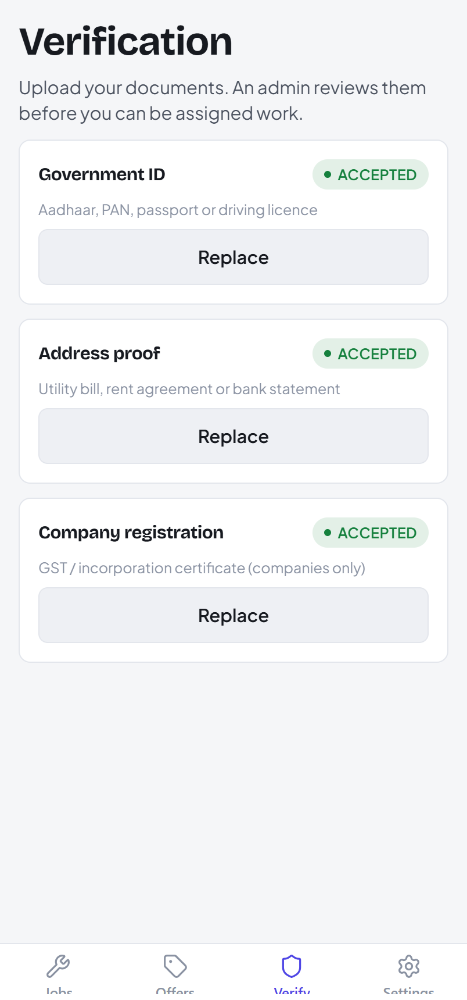 Verification
Upload your documents. An admin reviews them
before you can be assigned work.
Government ID
ACCEPTED
Aadhaar, PAN, passport or driving licence
Replace
Address proof
ACCEPTED
Utility bill, rent agreement or bank statement
Replace
Company registration
ACCEPTED
GST / incorporation certificate (companies only)
Replace
Jobs
Offers
Verify
Settings